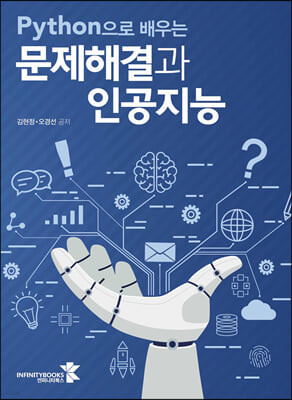 Python으로 배우는
문제해결과
인공지능
김현정·오경선 공저
INFINITYBOOKS
인피니티북스